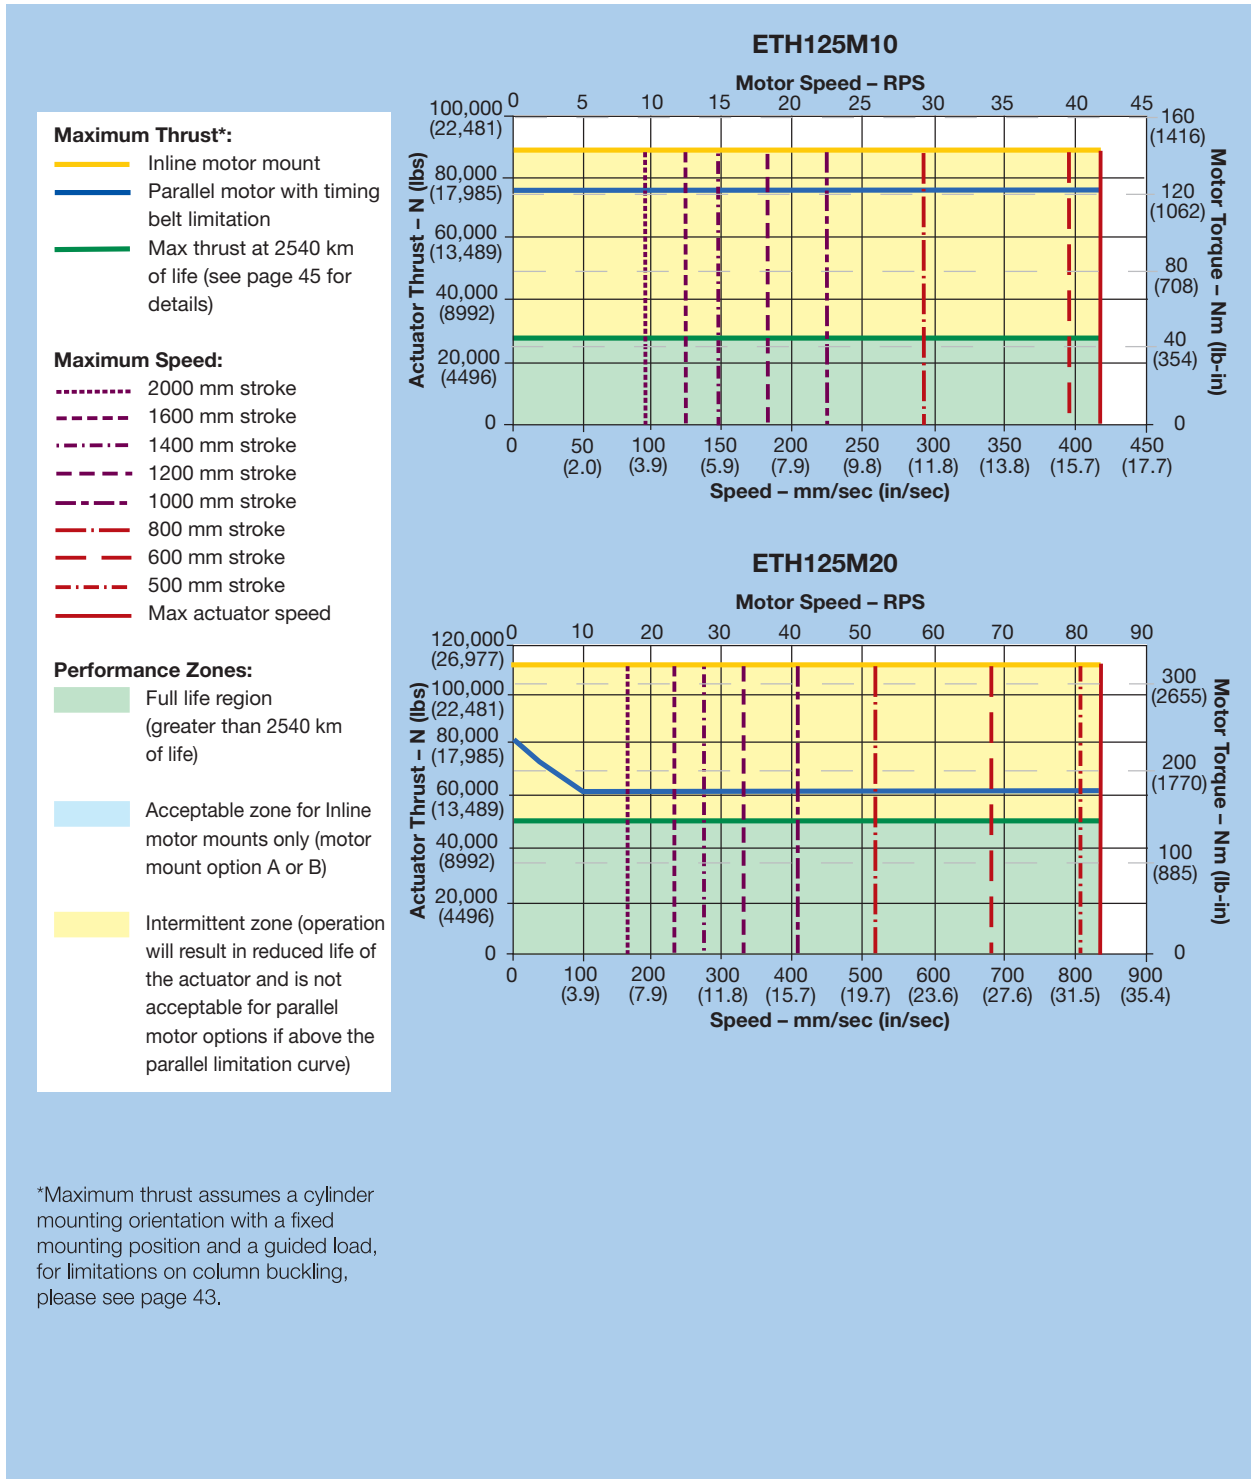 Maximum Thrust*:
Inline motor mount
Parallel motor with timing
belt limitation
Max thrust at 2540 km
of life (see page 45 for
details)
Maximum Speed:
2000 mm stroke
1600 mm stroke
1400 mm stroke
1200 mm stroke
1000 mm stroke
800 mm stroke
600 mm stroke
500 mm stroke
Max actuator speed
Performance Zones:
Full life region
(greater than 2540 km
of life)
Acceptable zone for Inline
motor mounts only (motor
mount option A or B)
Intermittent zone (operation
will result in reduced life of
the actuator and is not
acceptable for parallel
motor options if above the
parallel limitation curve)
*Maximum thrust assumes a cylinder
mounting orientation with a fixed
mounting position and a guided load,
for limitations on column buckling,
please see page 43.
ETH125M10
Motor Speed – RPS
0 5 10 15 20 25 30 35 40 45
Actuator Thrust – N (lbs)
100,000
(22,481)
80,000
(17,985)
60,000
(13,489)
40,000
(8992)
20,000
(4496)
0
160
(1416)
120
(1062)
80
(708)
40
(354)
0
Motor Torque – Nm (lb-in)
0 50 100 150 200 250 300 350 400 450
(2.0) (3.9) (5.9) (7.9) (9.8) (11.8) (13.8) (15.7) (17.7)
Speed – mm/sec (in/sec)
ETH125M20
Motor Speed – RPS
0 10 20 30 40 50 60 70 80 90
Actuator Thrust – N (lbs)
120,000
(26,977)
100,000
(22,481)
80,000
(17,985)
60,000
(13,489)
40,000
(8992)
20,000
(4496)
0
300
(2655)
200
(1770)
100
(885)
0
Motor Torque – Nm (lb-in)
0 100 200 300 400 500 600 700 800 900
(3.9) (7.9) (11.8) (15.7) (19.7) (23.6) (27.6) (31.5) (35.4)
Speed – mm/sec (in/sec)